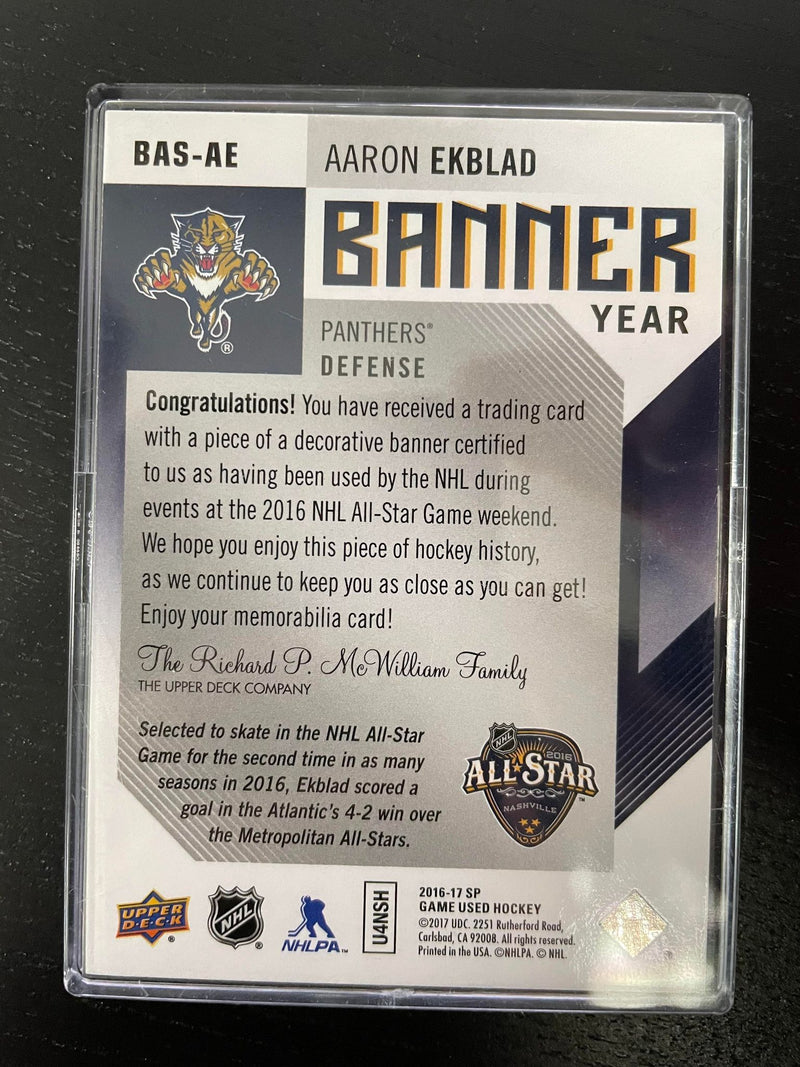 BAS-AE
AARON EKBLAD
BANNER
YEAR
®
PANTHERS®
DEFENSE
Congratulations! You have received a trading card
with a piece of a decorative banner certified
to us as having been used by the NHL during
events at the 2016 NHL All-Star Game weekend.
We hope you enjoy this piece of hockey history,
as we continue to keep you as close as you can get!
Enjoy your memorabilia card!
The Richard P. McWilliam Family
THE UPPER DECK COMPANY
Selected to skate in the NHL All-Star
Game for the second time in as many
seasons in 2016, Ekblad scored a
goal in the Atlantic's 4-2 win over
the Metropolitan All-Stars.
NHL
2016
ALL★STAR™
NASHVILLE
UPPER
D·E·C·K®
NHL®
NHLPA™
U4NSH
2016-17 SP
GAME USED HOCKEY
©2017 UDC. 2251 Rutherford Road,
Carlsbad, CA 92008. All rights reserved.
Printed in the USA. ©NHLPA. © NHL.